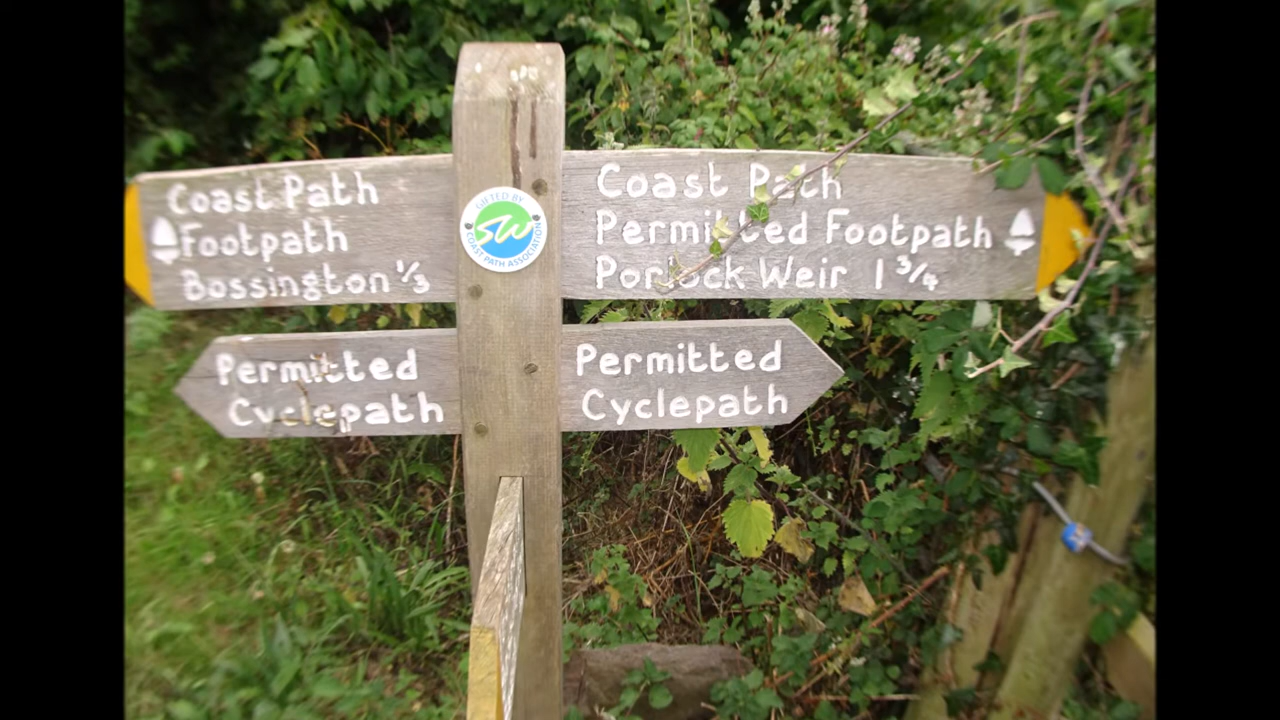 Coast Path
Footpath
Bossington 1/3
GIFTED BY
SW
COAST PATH ASSOCIATION
Coast Path
Permitted Footpath
Porlock Weir 1 3/4
Permitted
Cyclepath
Permitted
Cyclepath